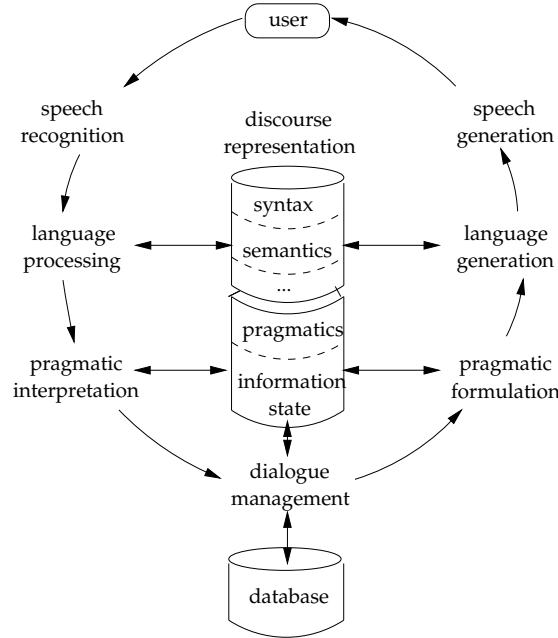 user
speech
recognition
discourse
representation
speech
generation
syntax
language
processing
semantics
language
generation
...
pragmatics
pragmatic
interpretation
information
state
pragmatic
formulation
dialogue
management
database